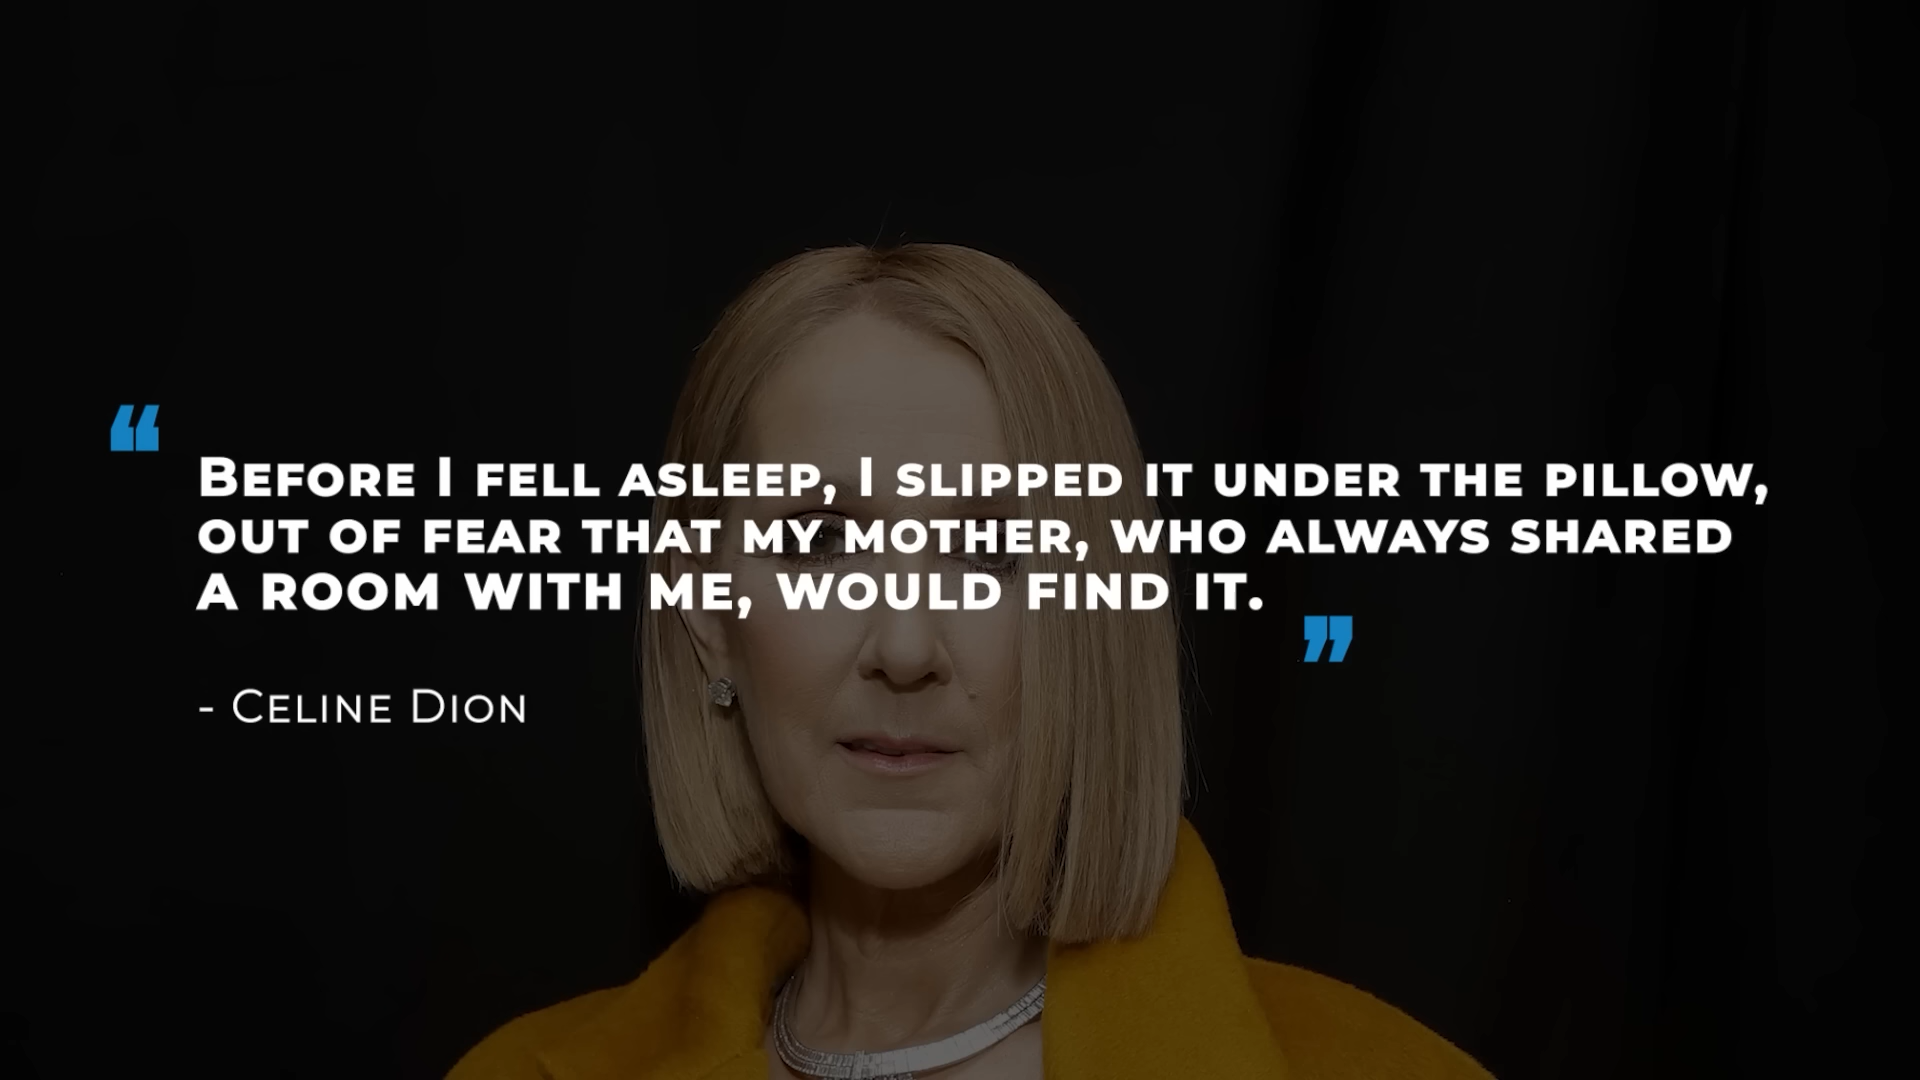 “
Before I fell asleep, I slipped it under the pillow,
out of fear that my mother, who always shared
a room with me, would find it.
”
- Celine Dion